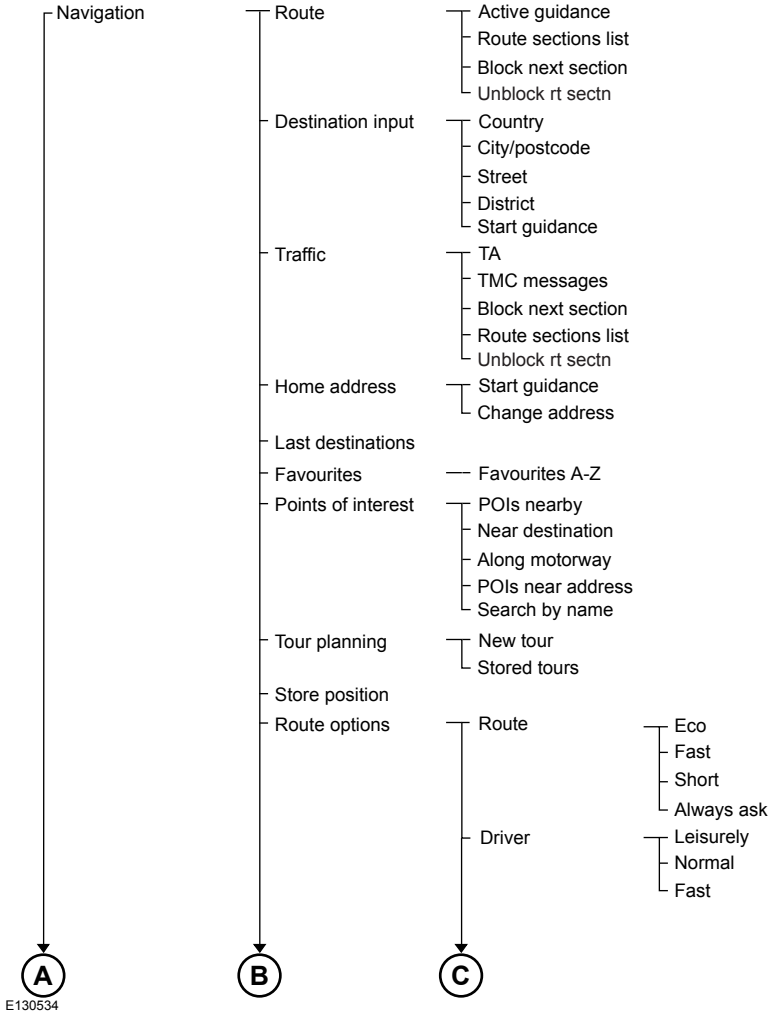 Navigation
Route
Active guidance
Route sections list
Block next section
Unblock rt sectn
Destination input
Country
City/postcode
Street
District
Start guidance
Traffic
TA
TMC messages
Block next section
Route sections list
Unblock rt sectn
Home address
Start guidance
Change address
Last destinations
Favourites
Favourites A-Z
Points of interest
POIs nearby
Near destination
Along motorway
POIs near address
Search by name
Tour planning
New tour
Stored tours
Store position
Route options
Route
Eco
Fast
Short
Always ask
Driver
Leisurely
Normal
Fast
A
B
C
E130534